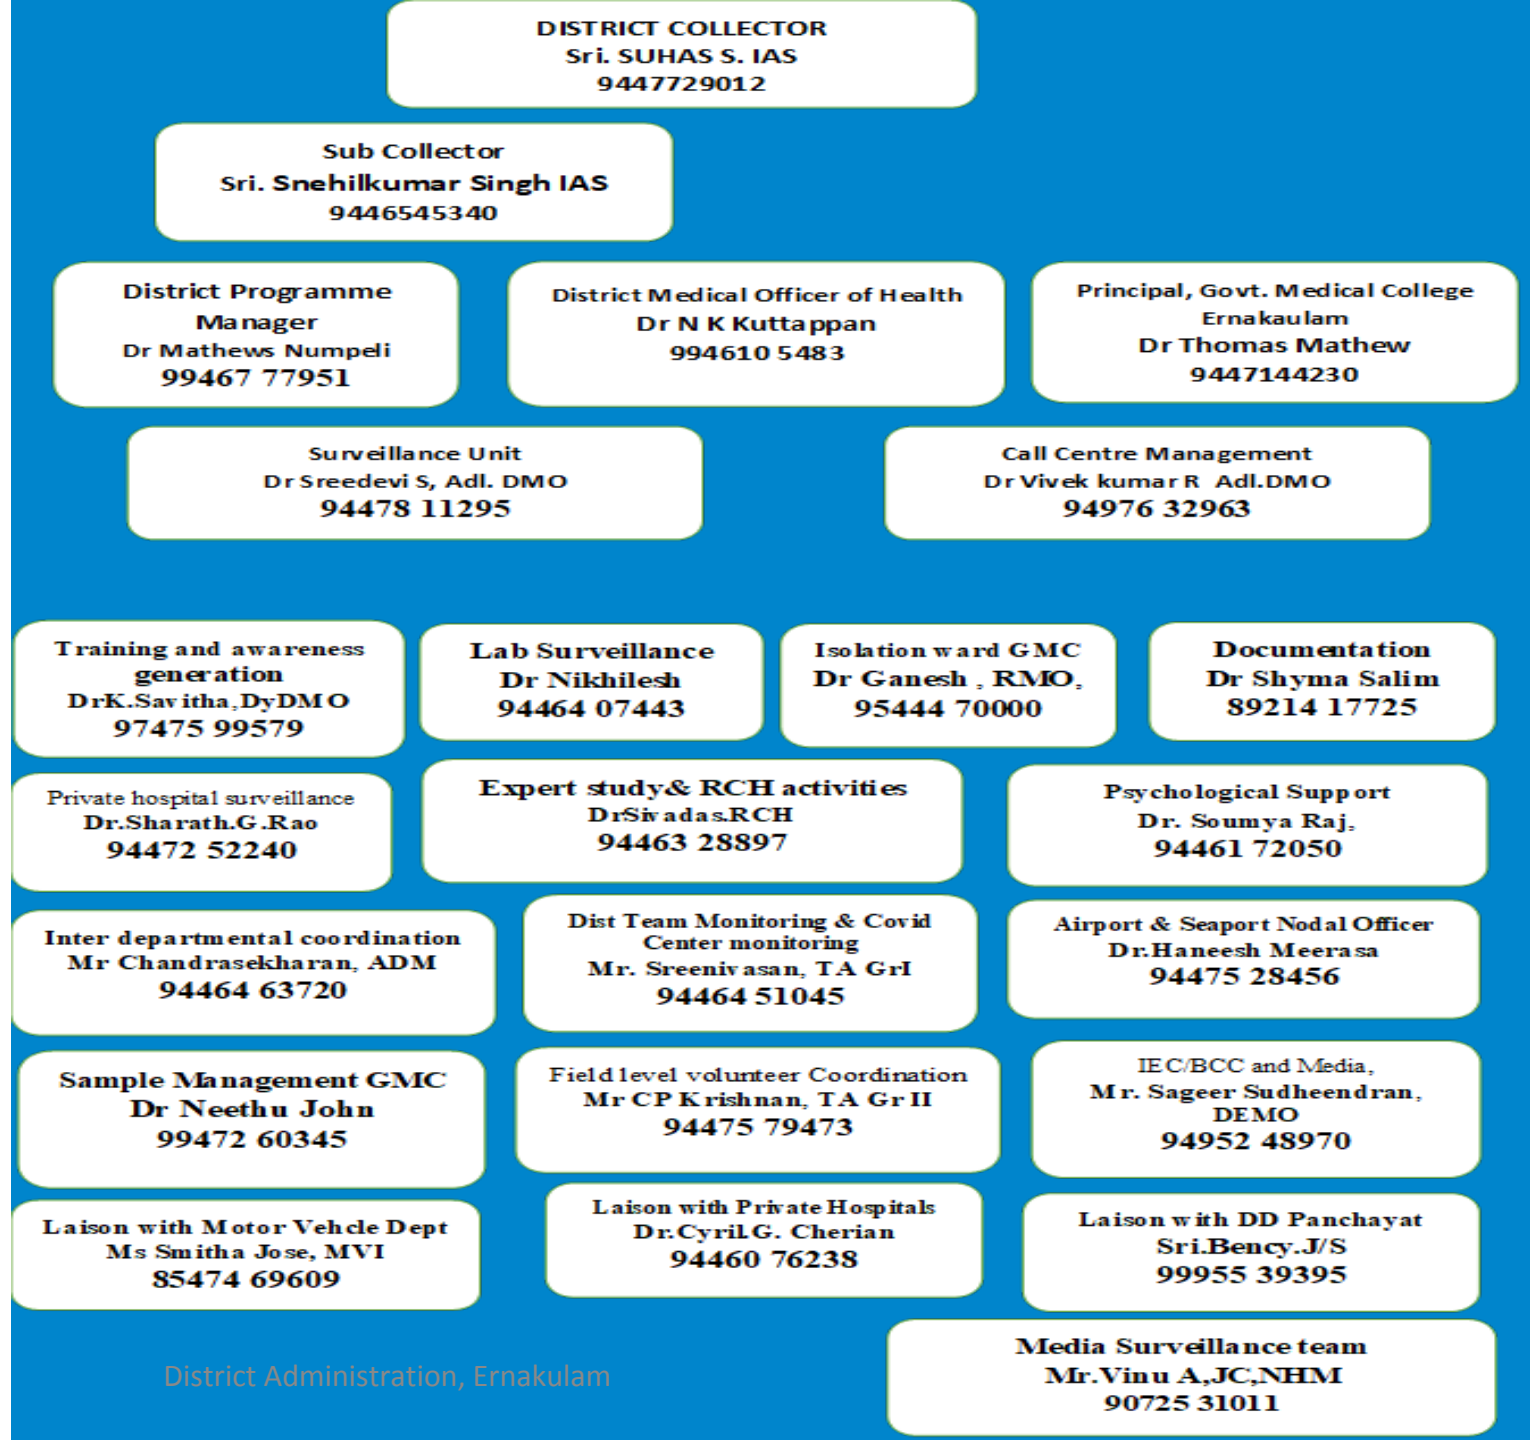 DISTRICT COLLECTOR
Sri. SUHAS S. IAS
9447729012
Sub Collector
Sri. Snehilkumar Singh IAS
9446545340
District Programme
Manager
Dr Mathews Numpeli
99467 77951
District Medical Officer of Health
Dr N K Kuttappan
994610 5483
Principal, Govt. Medical College
Ernakaulam
Dr Thomas Mathew
9447144230
Surveillance Unit
Dr Sreedevi S, Adl. DMO
94478 11295
Call Centre Management
Dr Vivek kumar R Adl.DMO
94976 32963
Training and awareness
generation
DrK.Savitha,DyDMO
97475 99579
Lab Surveillance
Dr Nikhilesh
94464 07443
Isolation ward GMC
Dr Ganesh , RMO,
95444 70000
Documentation
Dr Shyma Salim
89214 17725
Private hospital surveillance
Dr.Sharath.G.Rao
94472 52240
Expert study& RCH activities
DrSivadas.RCH
94463 28897
Psychological Support
Dr. Soumya Raj,
94461 72050
Inter departmental coordination
Mr Chandrasekharan, ADM
94464 63720
Dist Team Monitoring & Covid
Center monitoring
Mr. Sreenivasan, TA GrI
94464 51045
Airport & Seaport Nodal Officer
Dr.Haneesh Meerasa
94475 28456
Sample Management GMC
Dr Neethu John
99472 60345
Field level volunteer Coordination
Mr CP Krishnan, TA Gr II
94475 79473
IEC/BCC and Media,
Mr. Sageer Sudheendran,
DEMO
94952 48970
Laison with Motor Vehcle Dept
Ms Smitha Jose, MVI
85474 69609
Laison with Private Hospitals
Dr.Cyril.G. Cherian
94460 76238
Laison with DD Panchayat
Sri.Bency.J/S
99955 39395
Media Surveillance team
Mr.Vinu A,JC,NHM
90725 31011
District Administration, Ernakulam